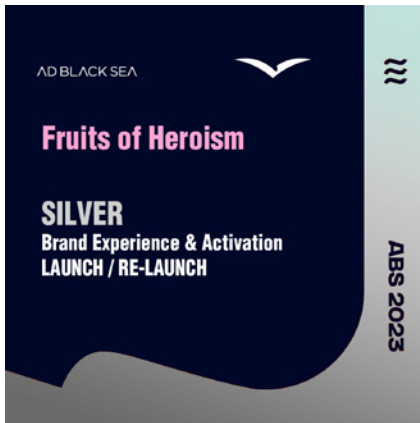 AD BLACK SEA
Fruits of Heroism
SILVER
Brand Experience & Activation
LAUNCH / RE-LAUNCH
ABS 2023